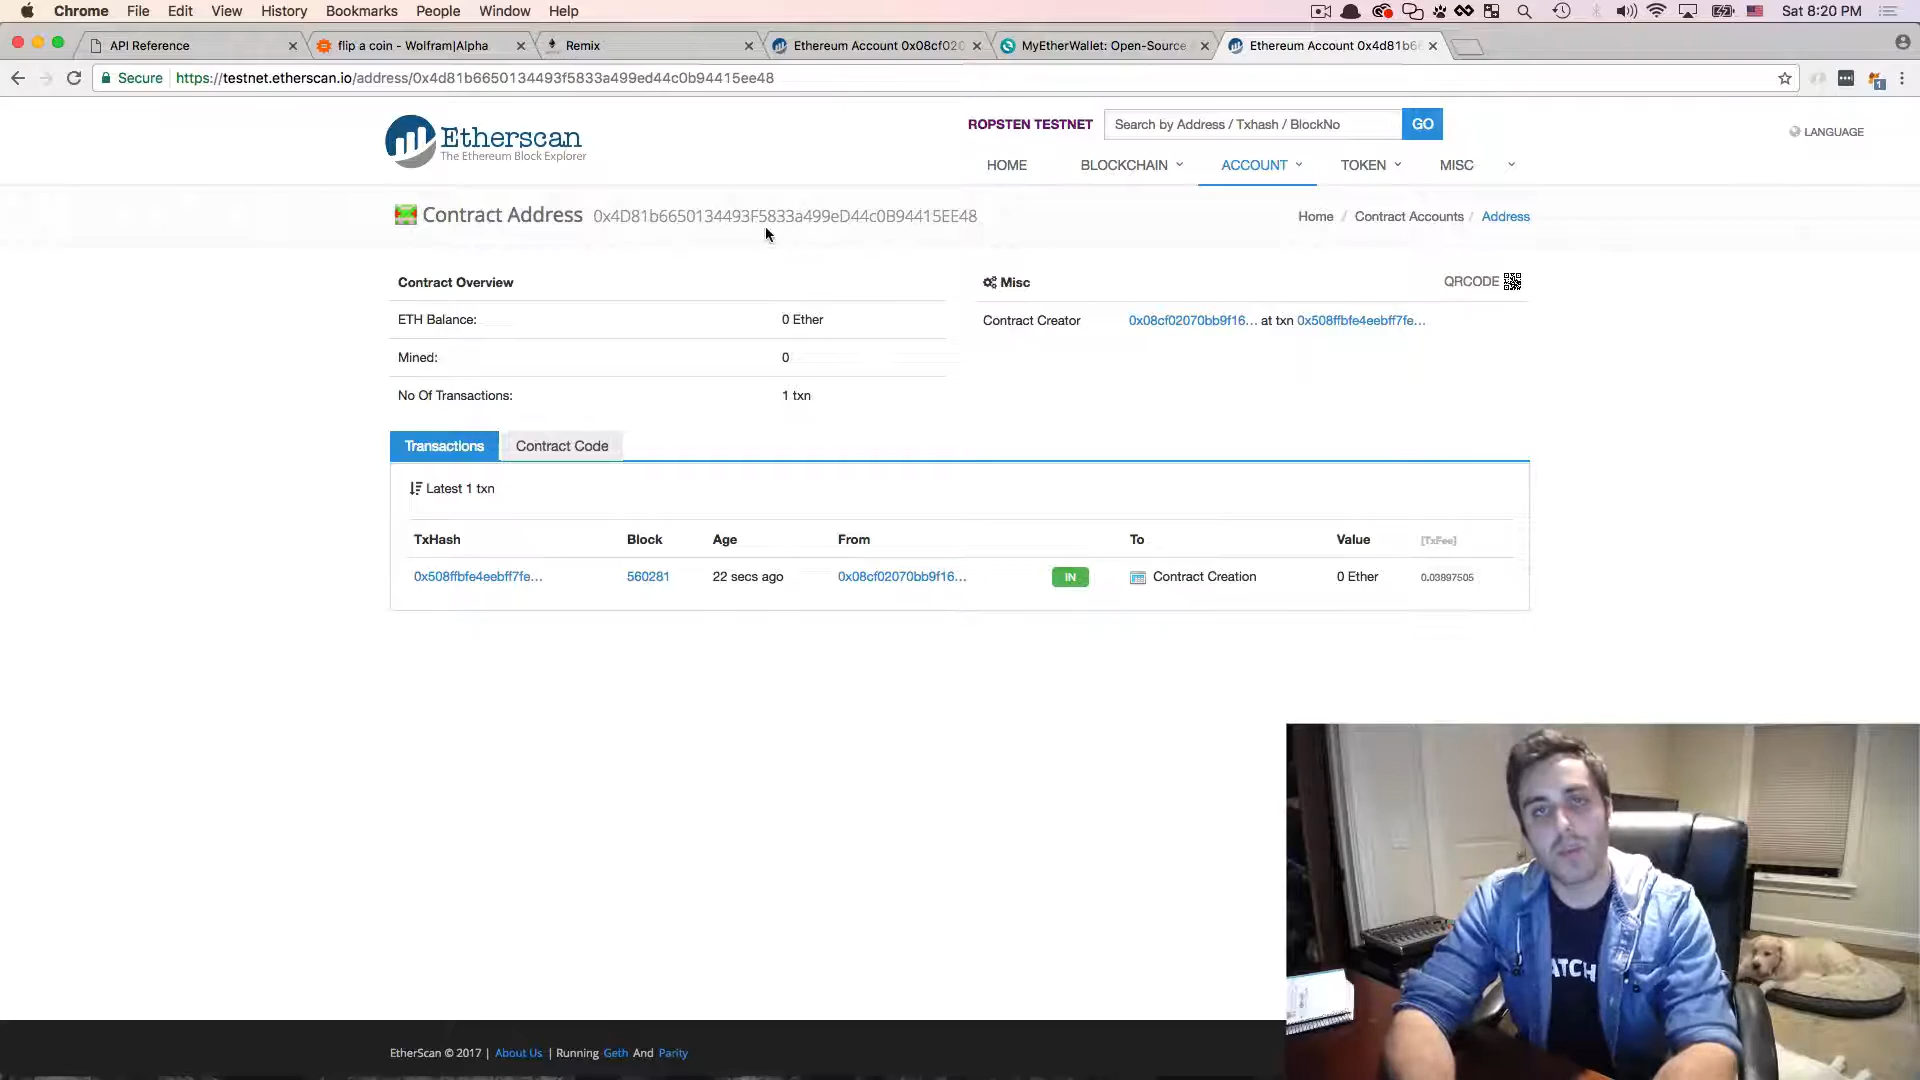 Chrome File Edit View History Bookmarks People Window Help Sat 8:20 PM
API Reference flip a coin - Wolfram|Alpha Remix Ethereum Account 0x08cf020 MyEtherWallet: Open-Source Ethereum Account 0x4d81b6
Secure https://testnet.etherscan.io/address/0x4d81b6650134493f5833a499ed44c0b94415ee48
1
Etherscan
The Ethereum Block Explorer
ROPSTEN TESTNET Search by Address / Txhash / BlockNo GO
LANGUAGE
HOME BLOCKCHAIN ACCOUNT TOKEN MISC
Contract Address 0x4D81b6650134493F5833a499eD44c0B94415EE48
Home / Contract Accounts / Address
Contract Overview
ETH Balance: 0 Ether
Mined: 0
No Of Transactions: 1 txn
Misc QRCODE
Contract Creator 0x08cf02070bb9f16... at txn 0x508ffbfe4eebff7fe...
Transactions Contract Code
Latest 1 txn
TxHash Block Age From To Value [TxFee]
0x508ffbfe4eebff7fe... 560281 22 secs ago 0x08cf02070bb9f16... IN Contract Creation 0 Ether 0.03897505
ATCH
EtherScan © 2017 | About Us | Running Geth And Parity